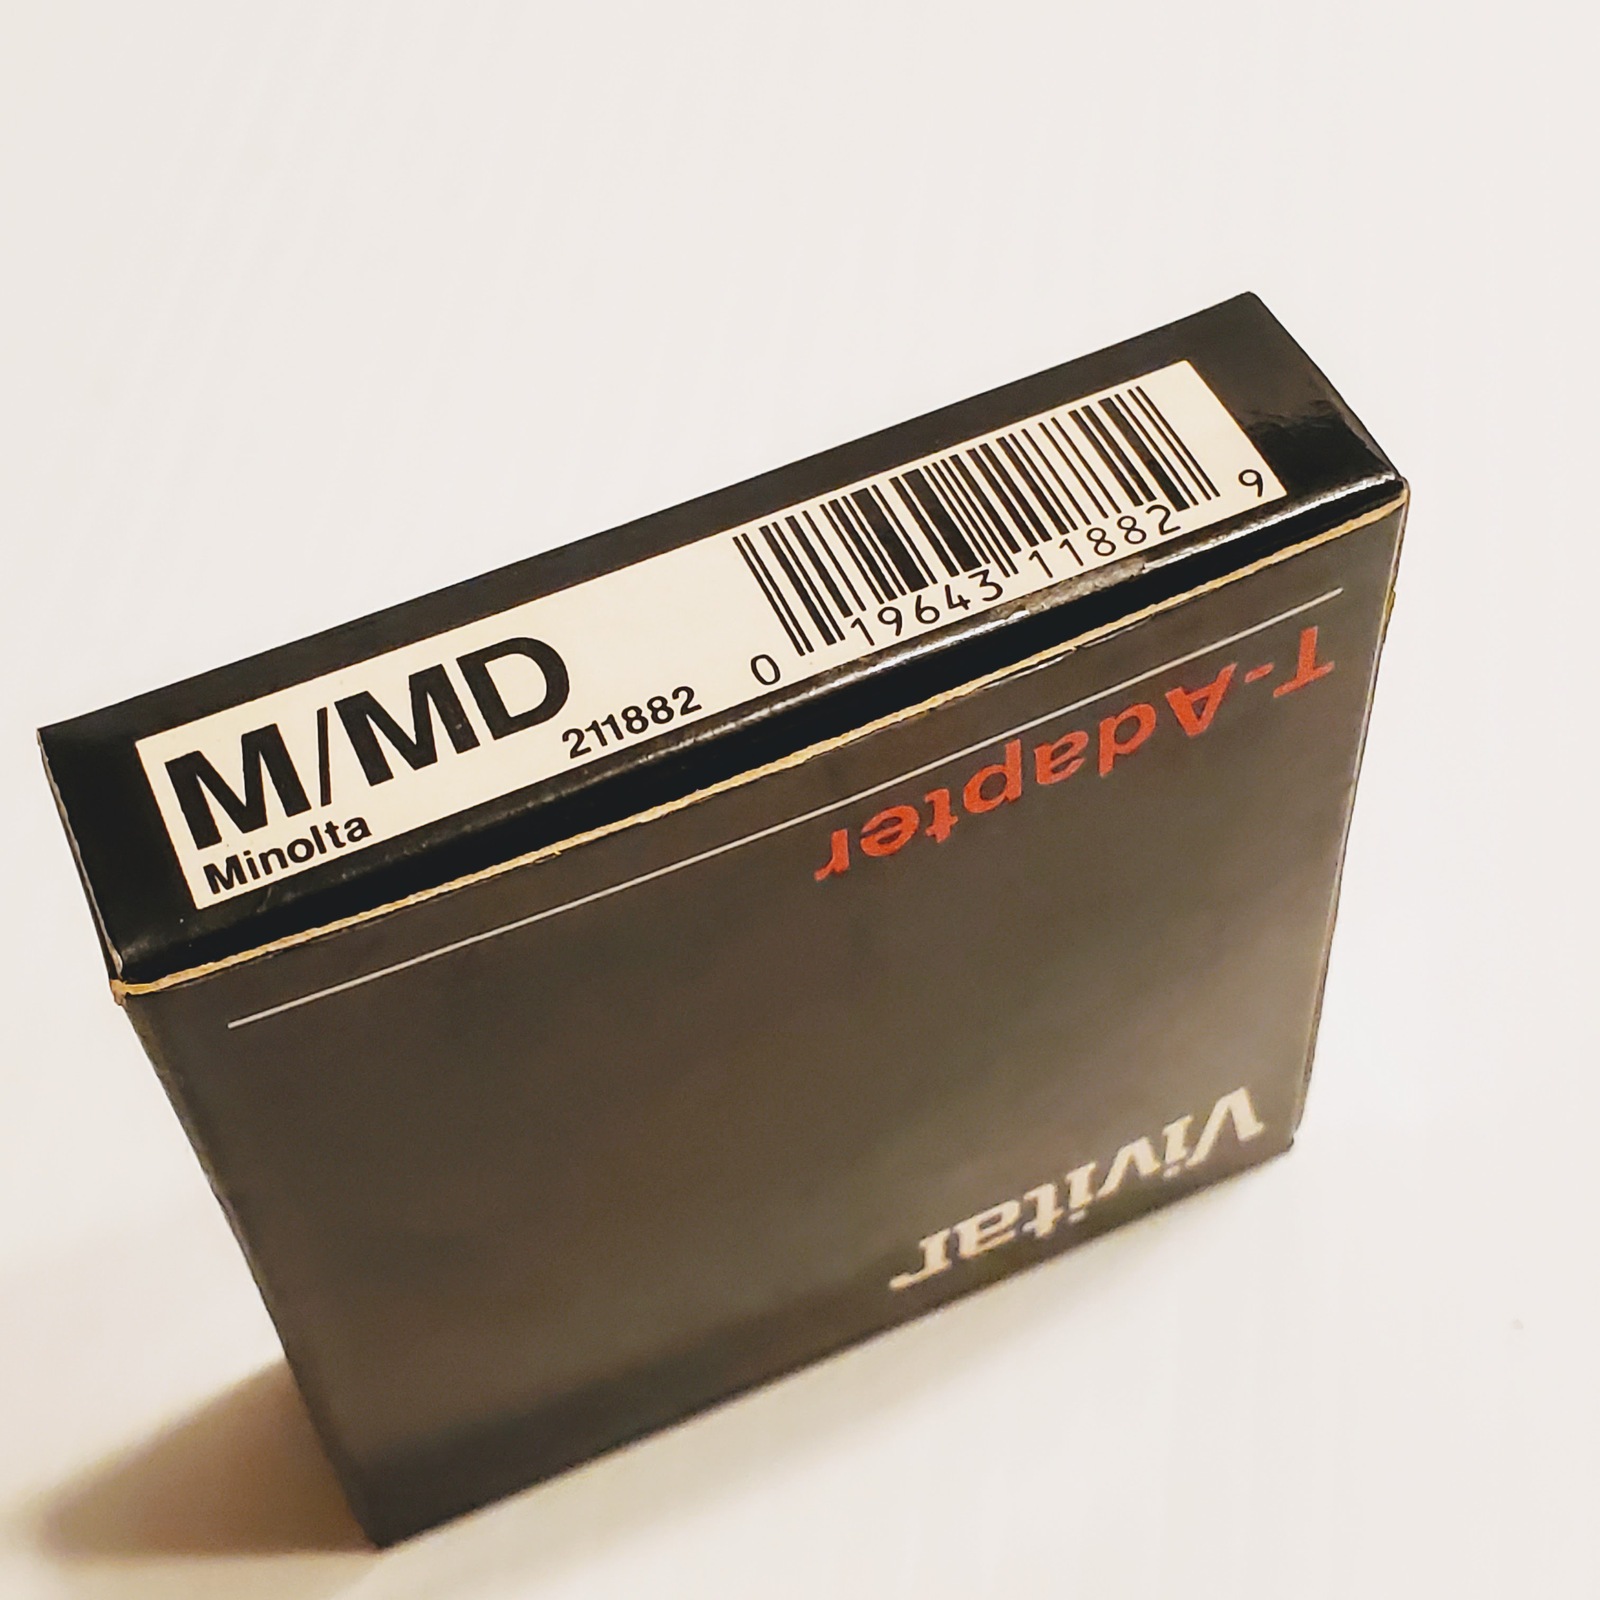 M/MD
Minolta
211882
0 19643 11882 9
T-Adapter
Vivitar